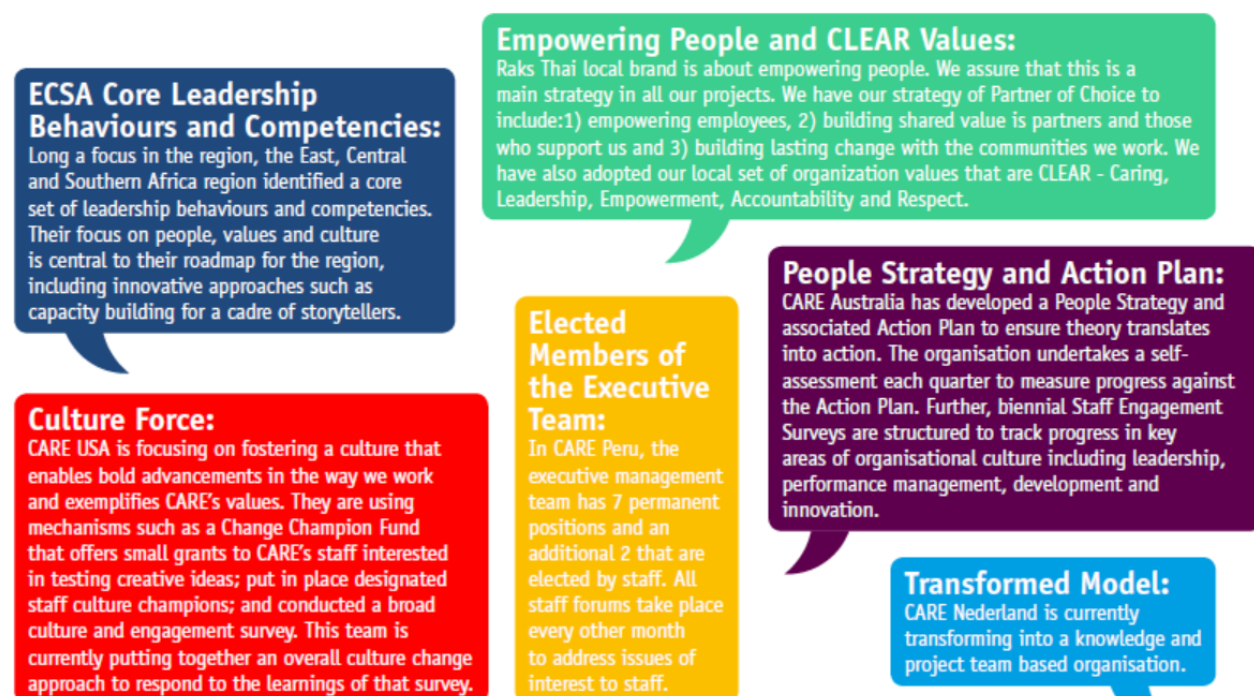 ECSA Core Leadership
Behaviours and Competencies:
Long a focus in the region, the East, Central
and Southern Africa region identified a core
set of leadership behaviours and competencies.
Their focus on people, values and culture
is central to their roadmap for the region,
including innovative approaches such as
capacity building for a cadre of storytellers.
Empowering People and CLEAR Values:
Raks Thai local brand is about empowering people. We assure that this is a
main strategy in all our projects. We have our strategy of Partner of Choice to
include:1) empowering employees, 2) building shared value is partners and those
who support us and 3) building lasting change with the communities we work. We
have also adopted our local set of organization values that are CLEAR - Caring,
Leadership, Empowerment, Accountability and Respect.
Culture Force:
CARE USA is focusing on fostering a culture that
enables bold advancements in the way we work
and exemplifies CARE's values. They are using
mechanisms such as a Change Champion Fund
that offers small grants to CARE's staff interested
in testing creative ideas; put in place designated
staff culture champions; and conducted a broad
culture and engagement survey. This team is
currently putting together an overall culture change
approach to respond to the learnings of that survey.
Elected
Members of
the Executive
Team:
In CARE Peru, the
executive management
team has 7 permanent
positions and an
additional 2 that are
elected by staff. All
staff forums take place
every other month
to address issues of
interest to staff.
People Strategy and Action Plan:
CARE Australia has developed a People Strategy and
associated Action Plan to ensure theory translates
into action. The organisation undertakes a self-
assessment each quarter to measure progress against
the Action Plan. Further, biennial Staff Engagement
Surveys are structured to track progress in key
areas of organisational culture including leadership,
performance management, development and
innovation.
Transformed Model:
CARE Nederland is currently
transforming into a knowledge and
project team based organisation.